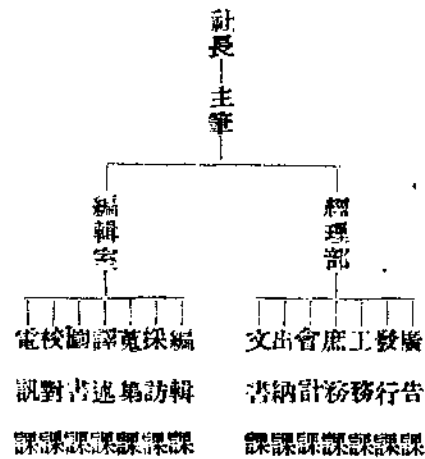 社長
主筆
經理部
廣告課
發行課
工務課
庶務課
會計課
出納課
文書課
編輯室
編輯課
採訪課
蒐集課
譯述課
圖書課
校對課
電訊課